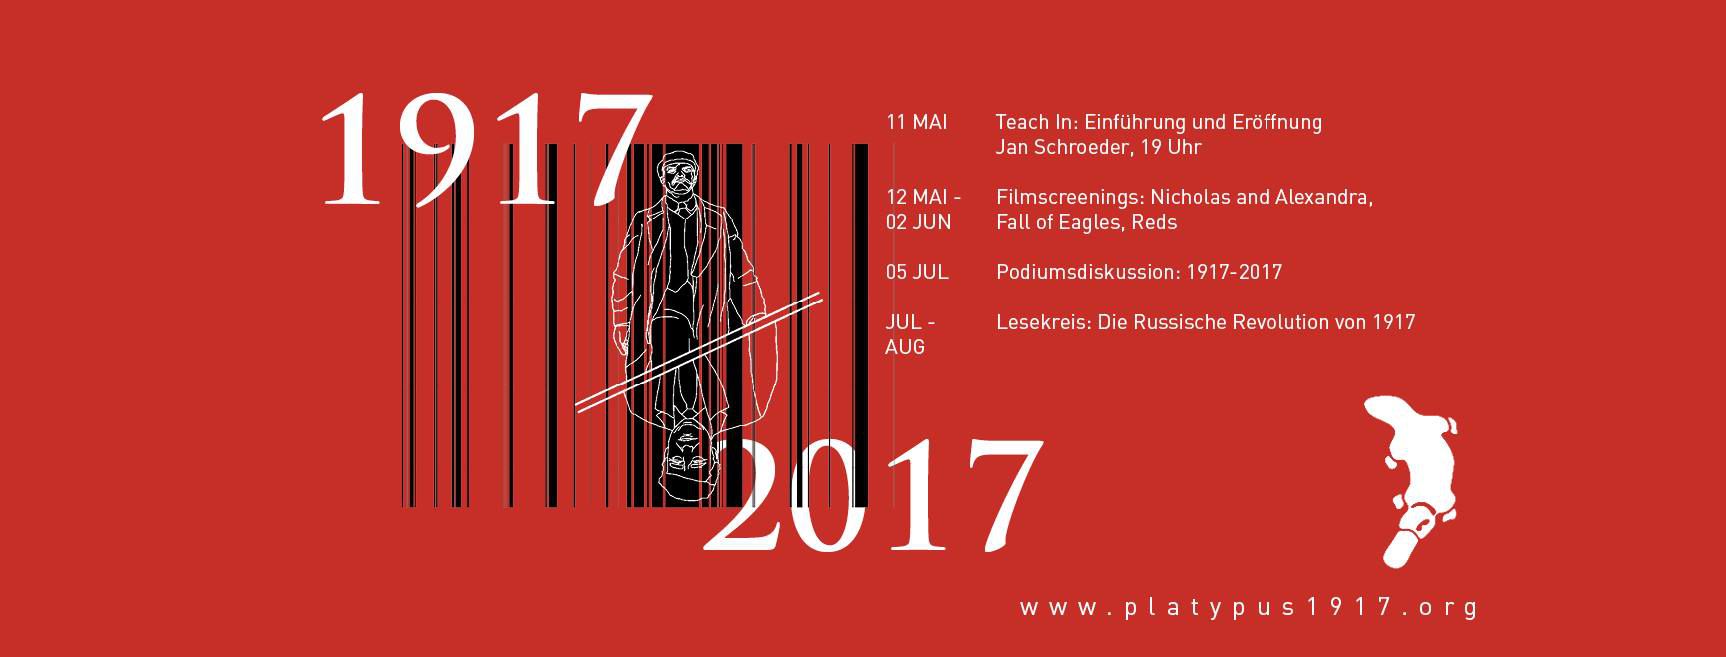 1917
11 MAI Teach In: Einführung und Eröffnung
Jan Schroeder, 19 Uhr
12 MAI - Filmscreenings: Nicholas and Alexandra,
02 JUN Fall of Eagles, Reds
05 JUL Podiumsdiskussion: 1917-2017
JUL - Lesekreis: Die Russische Revolution von 1917
AUG
2017
www.platypus1917.org